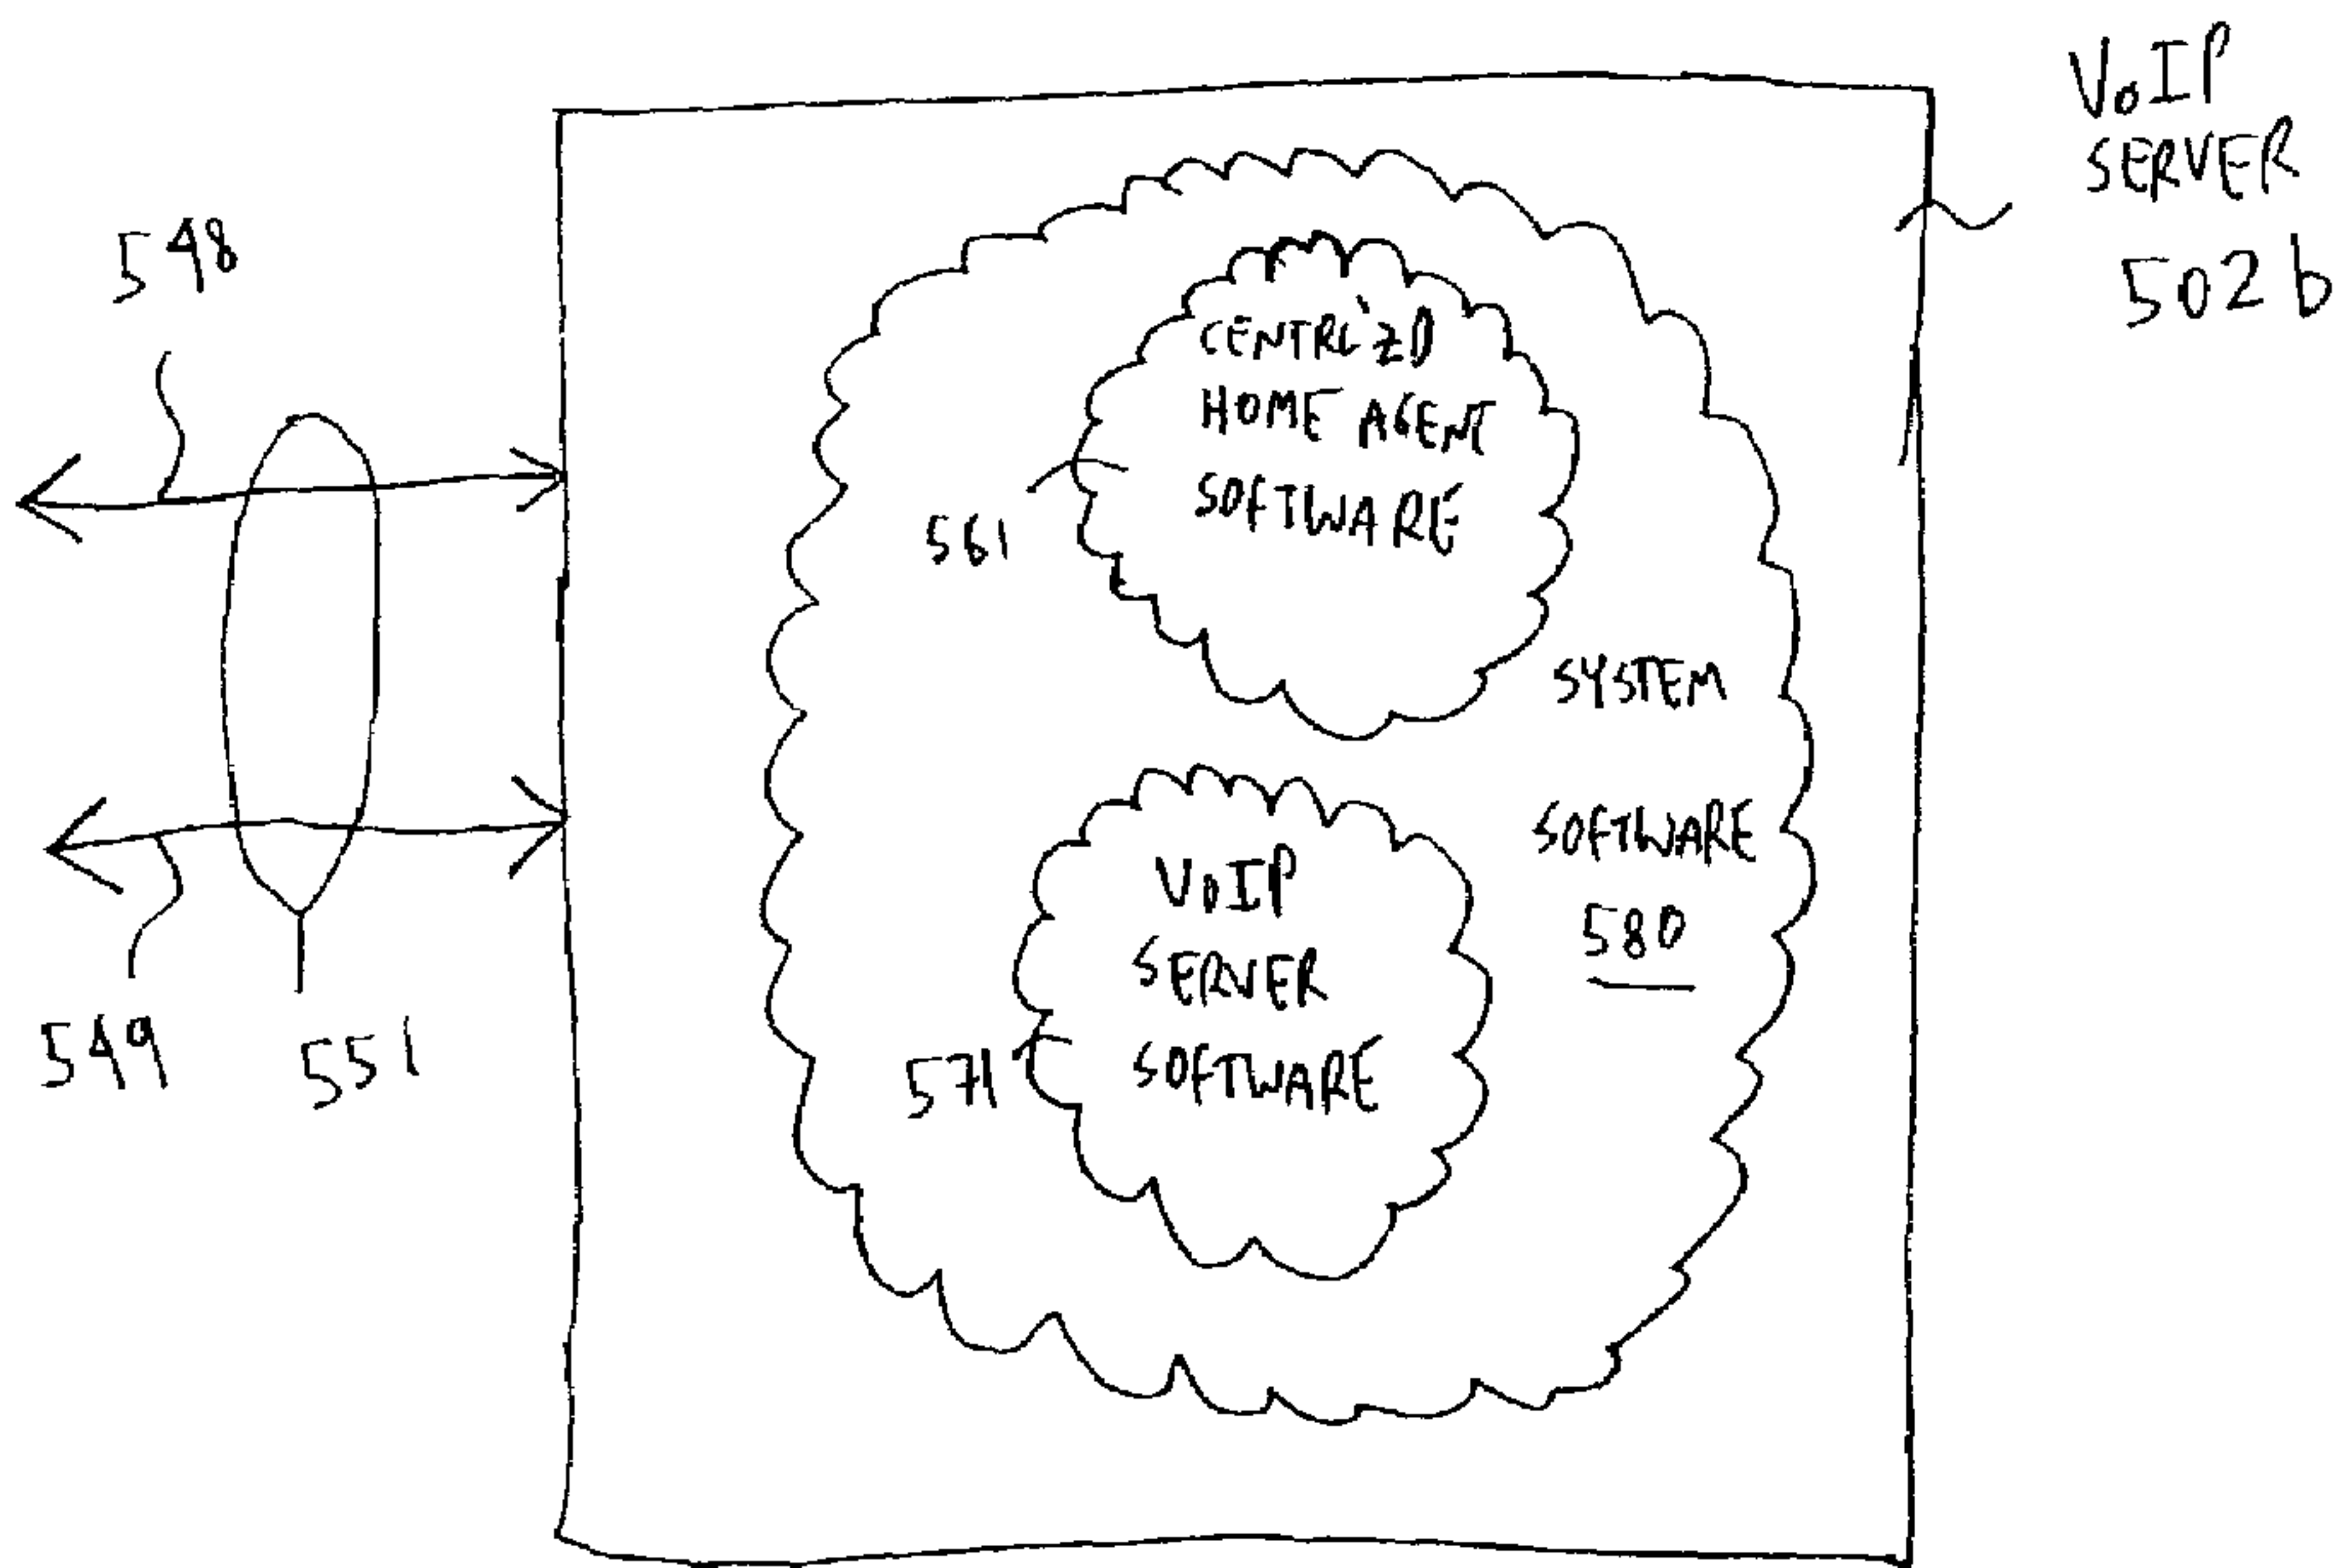 VoIP
SERVER
502b
548
CENTRL'ZD
HOME AGENT
SOFTWARE
561
SYSTEM
SOFTWARE
580
VoIP
SERVER
SOFTWARE
571
549
551